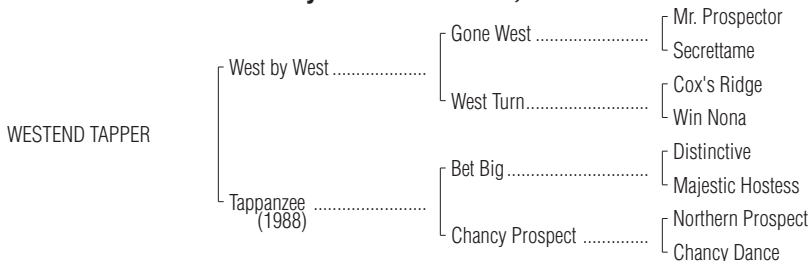 Mr. Prospector
Gone West ......................
Secrettame
West by West .....................
Cox's Ridge
West Turn.......................
Win Nona
WESTEND TAPPER
Distinctive
Bet Big...........................
Majestic Hostess
Tappanzee .........................
(1988)
Northern Prospect
Chancy Prospect ..............
Chancy Dance